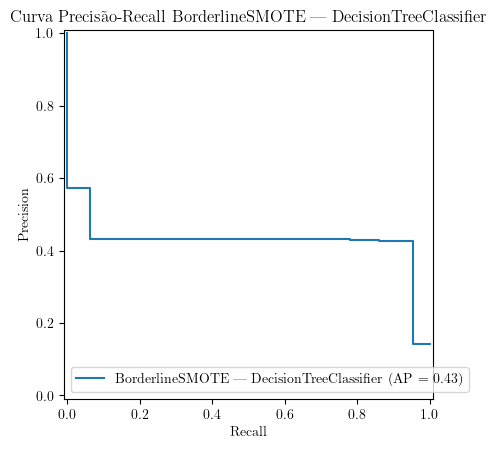 Curva Precisão-Recall BorderlineSMOTE — DecisionTreeClassifier
1.0
0.8
0.6
0.4
0.2
0.0
Precision
BorderlineSMOTE — DecisionTreeClassifier (AP = 0.43)
0.0 0.2 0.4 0.6 0.8 1.0
Recall